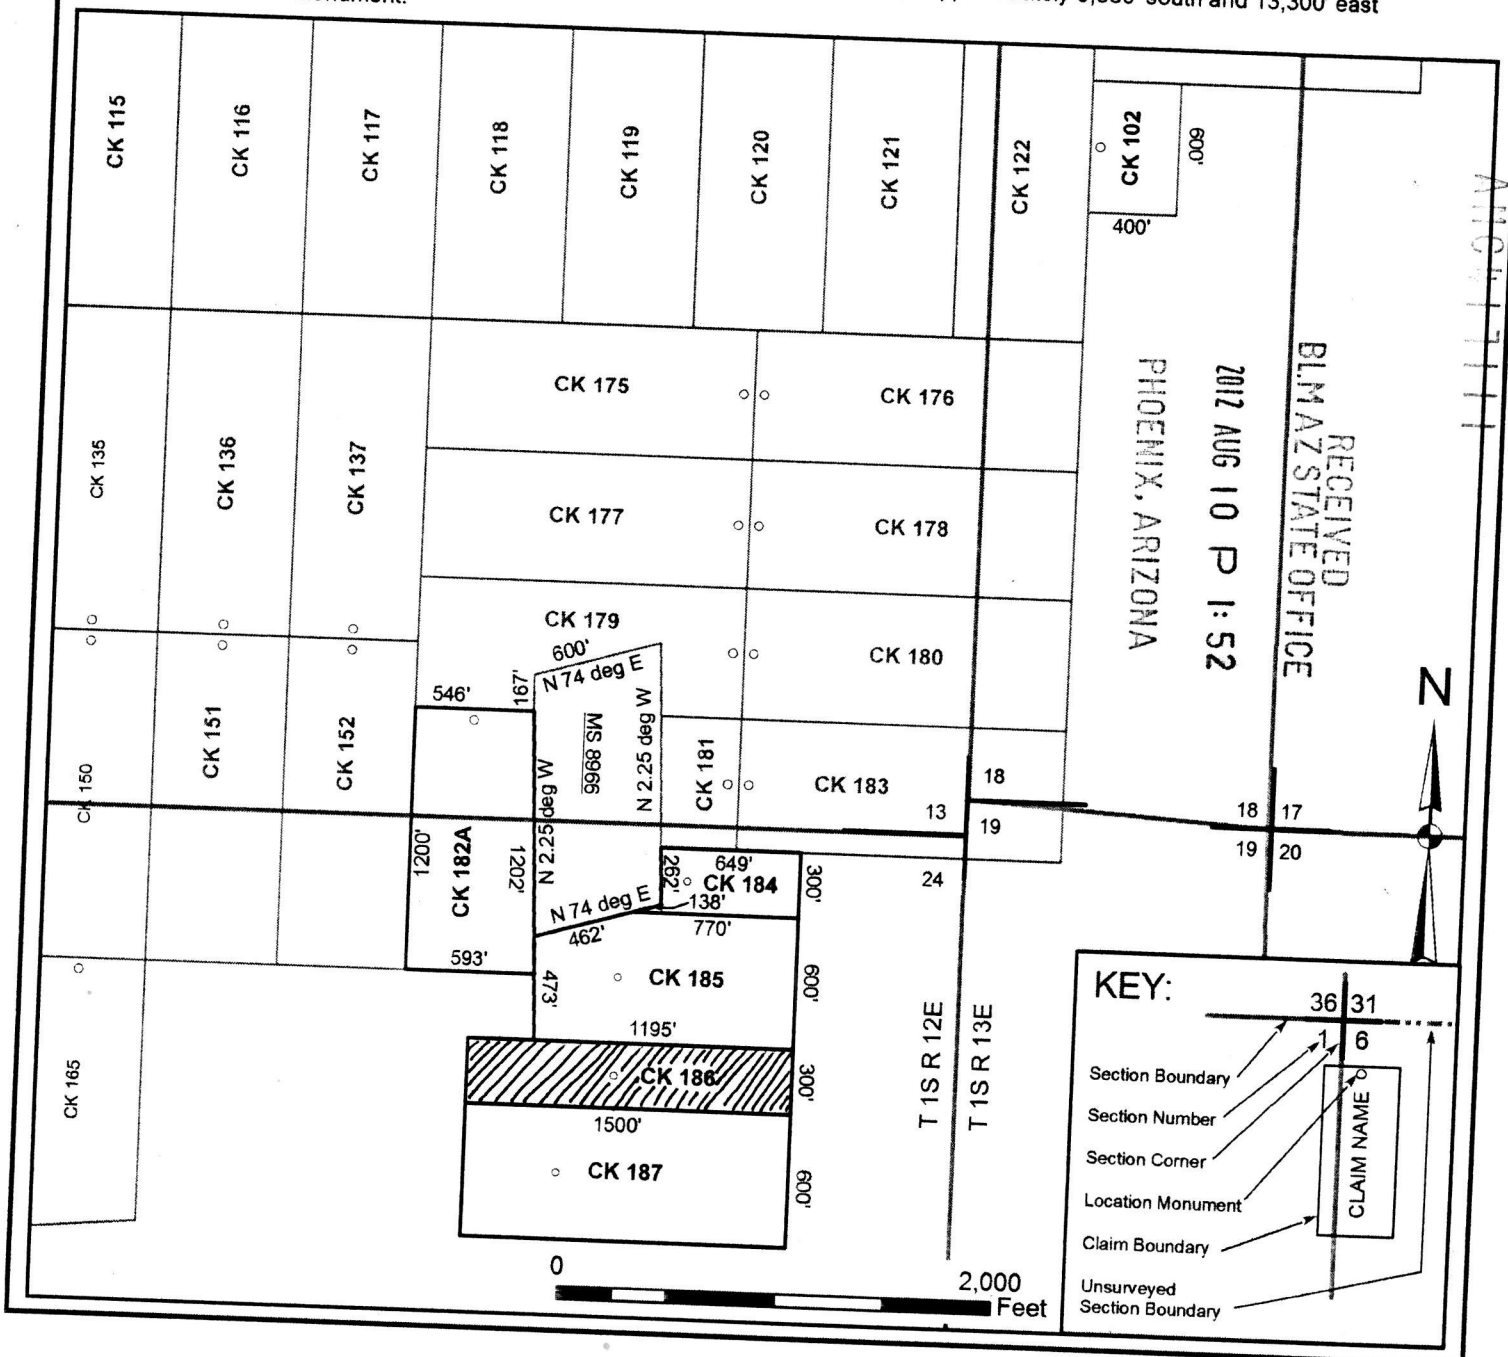 south and 13,300' east
CK 115
CK 116
CK 117
CK 118
CK 119
CK 120
CK 121
CK 122
CK 102
600'
400'
CK 135
CK 136
CK 137
CK 175
CK 176
CK 177
CK 178
CK 179
CK 180
600'
N 74 deg E
167'
546'
MS 8966
N 2.25 deg W
N 2.25 deg W
CK 150
CK 151
CK 152
CK 181
CK 183
13
18
19
24
18
17
19
20
1200'
CK 182A
1202'
593'
N 74 deg E
462'
262'
649'
CK 184
138'
300'
770'
473'
CK 185
600'
1195'
CK 186
300'
1500'
CK 187
600'
CK 165
T 1S R 12E
T 1S R 13E
RECEIVED
BLM AZ STATE OFFICE
2012 AUG 10 P 1:52
PHOENIX, ARIZONA
N
0
2,000
Feet
KEY:
36 31
1 6
Section Boundary
Section Number
Section Corner
Location Monument
Claim Boundary
Unsurveyed
Section Boundary
CLAIM NAME